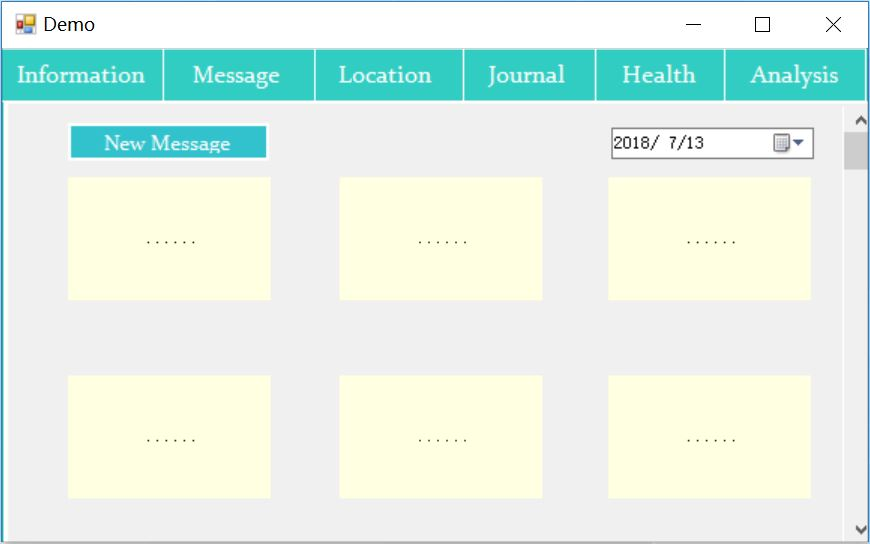 Demo
Information Message Location Journal Health Analysis
New Message 2018/ 7/13
...... ...... ......
...... ...... ......